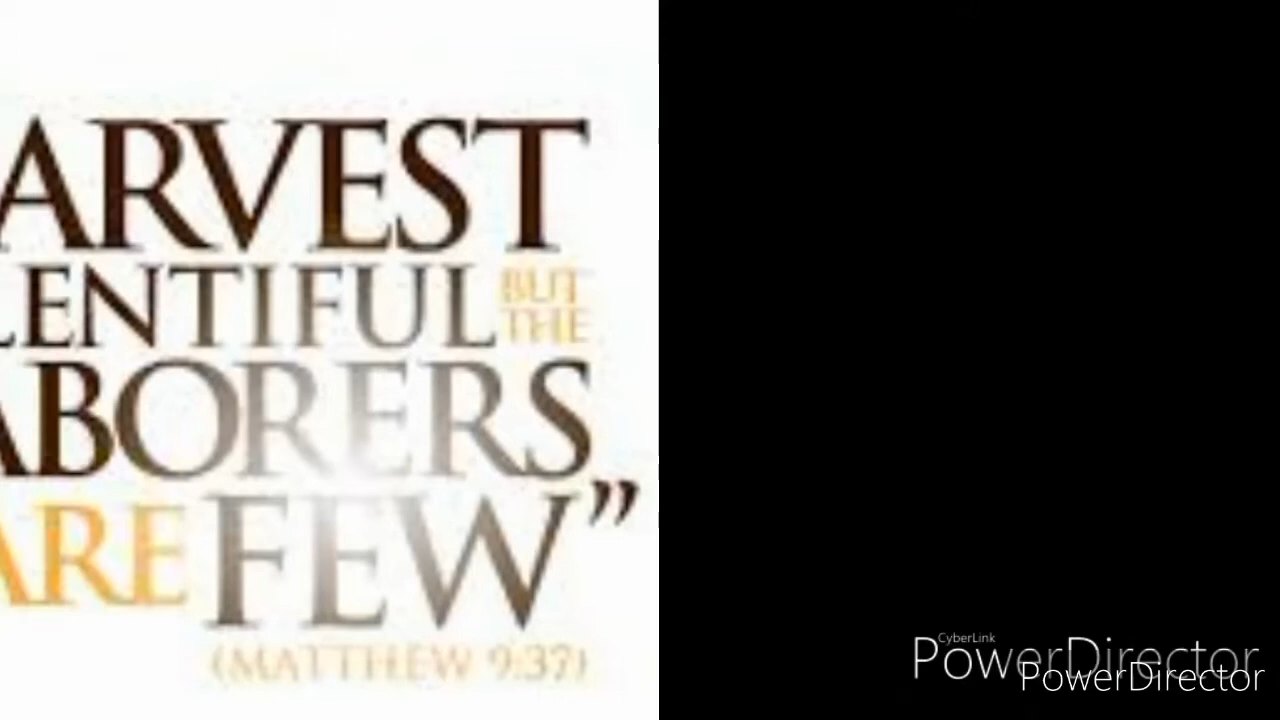 ARVEST
LENTIFUL BUT THE
ABORERS
ARE FEW”
(MATTHEW 9:37)
CyberLink
PowerDirector
PowerDirector